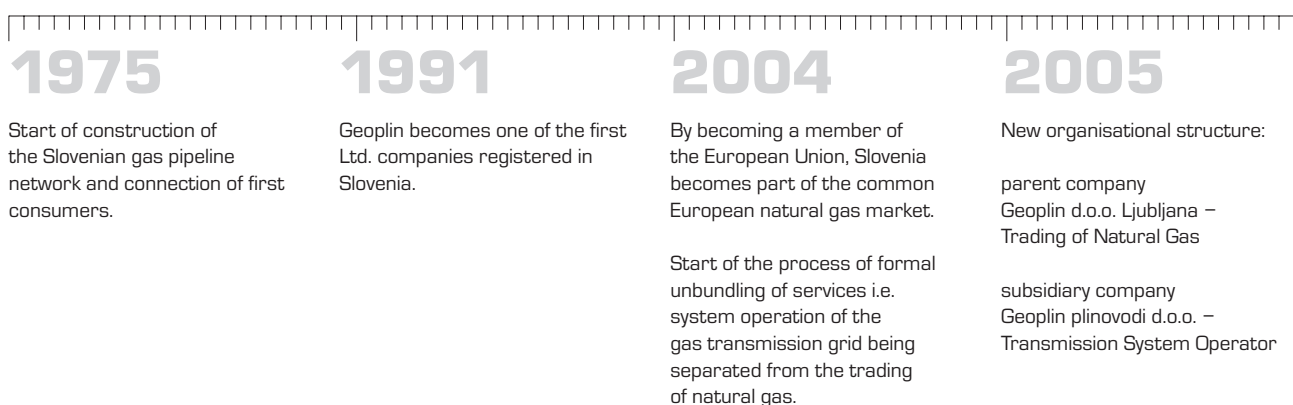 1975
Start of construction of
the Slovenian gas pipeline
network and connection of first
consumers.
1991
Geoplin becomes one of the first
Ltd. companies registered in
Slovenia.
2004
By becoming a member of
the European Union, Slovenia
becomes part of the common
European natural gas market.
Start of the process of formal
unbundling of services i.e.
system operation of the
gas transmission grid being
separated from the trading
of natural gas.
2005
New organisational structure:
parent company
Geoplin d.o.o. Ljubljana –
Trading of Natural Gas
subsidiary company
Geoplin plinovodi d.o.o. –
Transmission System Operator